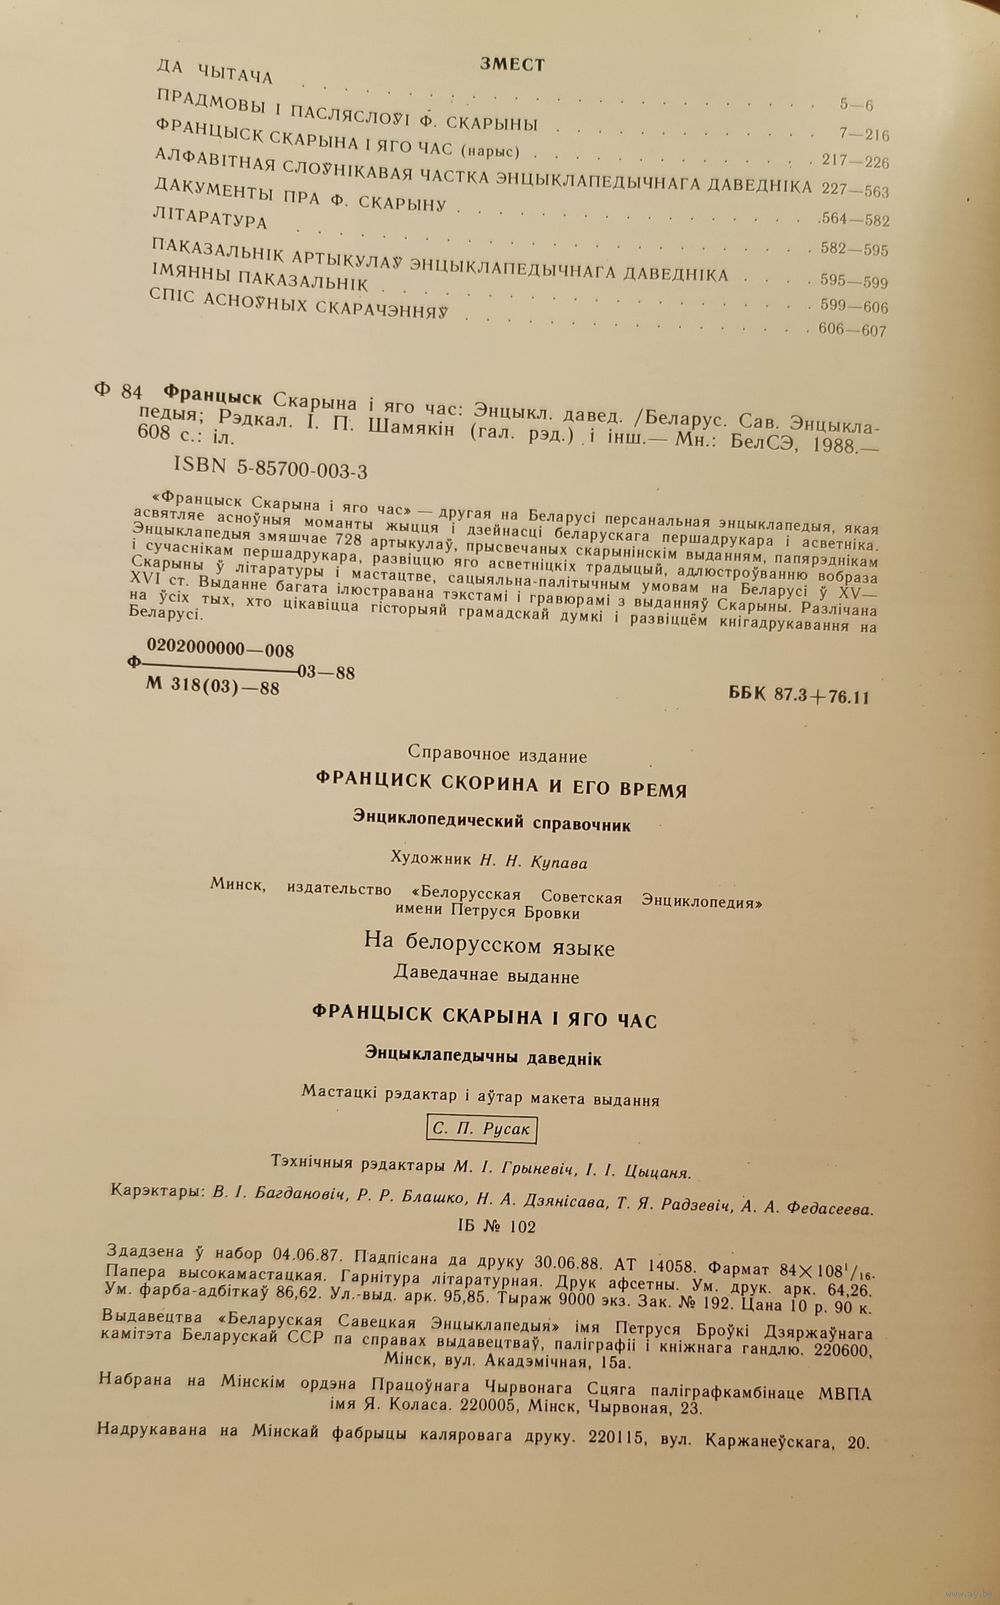 ЗМЕСТ
ДА ЧЫТАЧА . . . . . . . . . . . . . . . . . . . . 5—6
ПРАДМОВЫ І ПАСЛЯСЛОЎІ Ф. СКАРЫНЫ . . . . . . . . . . . . 7—216
ФРАНЦЫСК СКАРЫНА І ЯГО ЧАС (нарыс) . . . . . . . . . . . . 217—226
АЛФАВІТНАЯ СЛОЎНІКАВАЯ ЧАСТКА ЭНЦЫКЛАПЕДЫЧНАГА ДАВЕДНІКА 227—563
ДАКУМЕНТЫ ПРА Ф. СКАРЫНУ . . . . . . . . . . . . . . . 564—582
ЛІТАРАТУРА . . . . . . . . . . . . . . . . . . . . 582—595
ПАКАЗАЛЬНІК АРТЫКУЛАЎ ЭНЦЫКЛАПЕДЫЧНАГА ДАВЕДНІКА . . . . 595—599
ІМЯННЫ ПАКАЗАЛЬНІК . . . . . . . . . . . . . . . . . 599—606
СПІС АСНОЎНЫХ СКАРАЧЭННЯЎ . . . . . . . . . . . . . . 606—607
Ф 84 Францыск Скарына і яго час: Энцыкл. давед. /Беларус. Сав. Энцыкла-
педыя; Рэдкал. І. П. Шамякін (гал. рэд.) і інш.— Мн.: БелСЭ, 1988.—
608 с.: іл.
ISBN 5-85700-003-3
«Францыск Скарына і яго час» — другая на Беларусі персанальная энцыклапедыя, якая
асвятляе асноўныя моманты жыцця і дзейнасці беларускага першадрукара і асветніка.
Энцыклапедыя змяшчае 728 артыкулаў, прысвечаных скарынінскім выданням, папярэднікам
і сучаснікам першадрукара, развіццю яго асветніцкіх традыцый, адлюстроўванню вобраза
Скарыны ў літаратуры і мастацтве, сацыяльна-палітычным умовам на Беларусі ў XV—
XVI ст. Выданне багата ілюстравана тэкстамі і гравюрамі з выданняў Скарыны. Разлічана
на ўсіх тых, хто цікавіцца гісторыяй грамадскай думкі і развіццём кнігадрукавання на
Беларусі.
0202000000—008
Ф————————03—88
М 318(03)—88
ББК 87.3+76.11
Справочное издание
ФРАНЦИСК СКОРИНА И ЕГО ВРЕМЯ
Энциклопедический справочник
Художник Н. Н. Купава
Минск, издательство «Белорусская Советская Энциклопедия»
имени Петруся Бровки
На белорусском языке
Даведачнае выданне
ФРАНЦЫСК СКАРЫНА І ЯГО ЧАС
Энцыклапедычны даведнік
Мастацкі рэдактар і аўтар макета выдання
С. П. Русак
Тэхнічныя рэдактары М. І. Грыневіч, І. І. Цыцаня.
Карэктары: В. І. Багдановіч, Р. Р. Блашко, Н. А. Дзянісава, Т. Я. Радзевіч, А. А. Федасеева.
ІБ № 102
Здадзена ў набор 04.06.87. Падпісана да друку 30.06.88. АТ 14058. Фармат 84×108¹/₁₆.
Папера высокамастацкая. Гарнітура літаратурная. Друк афсетны. Ум. друк. арк. 64,26.
Ум. фарба-адбіткаў 86,62. Ул.-выд. арк. 95,85. Тыраж 9000 экз. Зак. № 192. Цана 10 р. 90 к.
Выдавецтва «Беларуская Савецкая Энцыклапедыя» імя Петруся Броўкі Дзяржаўнага
камітэта Беларускай ССР па справах выдавецтваў, паліграфіі і кніжнага гандлю. 220600,
Мінск, вул. Акадэмічная, 15а.
Набрана на Мінскім ордэна Працоўнага Чырвонага Сцяга паліграфкамбінаце МВПА
імя Я. Коласа. 220005, Мінск, Чырвоная, 23.
Надрукавана на Мінскай фабрыцы каляровага друку. 220115, вул. Каржанеўскага, 20.
www.ay.by